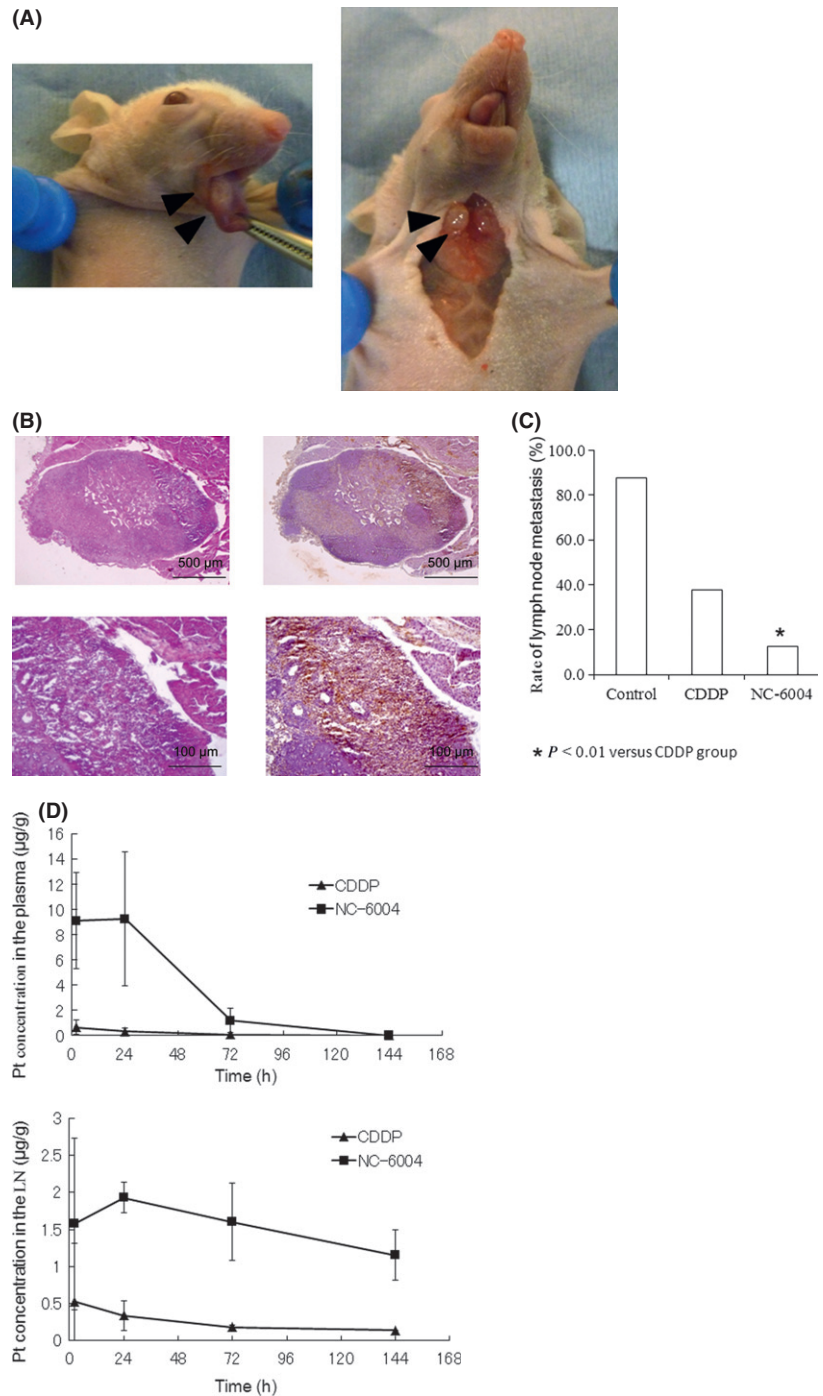 (A)
(B)
500 µm
500 µm
100 µm
100 µm
(C)
Rate of lymph node metastasis (%)
100.0
80.0
60.0
40.0
20.0
0.0
Control CDDP NC-6004
*
* P < 0.01 versus CDDP group
(D)
Pt concentration in the plasma (µg/g)
16
14
12
10
8
6
4
2
0
CDDP
NC-6004
0 24 48 72 96 120 144 168
Time (h)
Pt concentration in the LN (µg/g)
3
2.5
2
1.5
1
0.5
0
CDDP
NC-6004
0 24 48 72 96 120 144 168
Time (h)